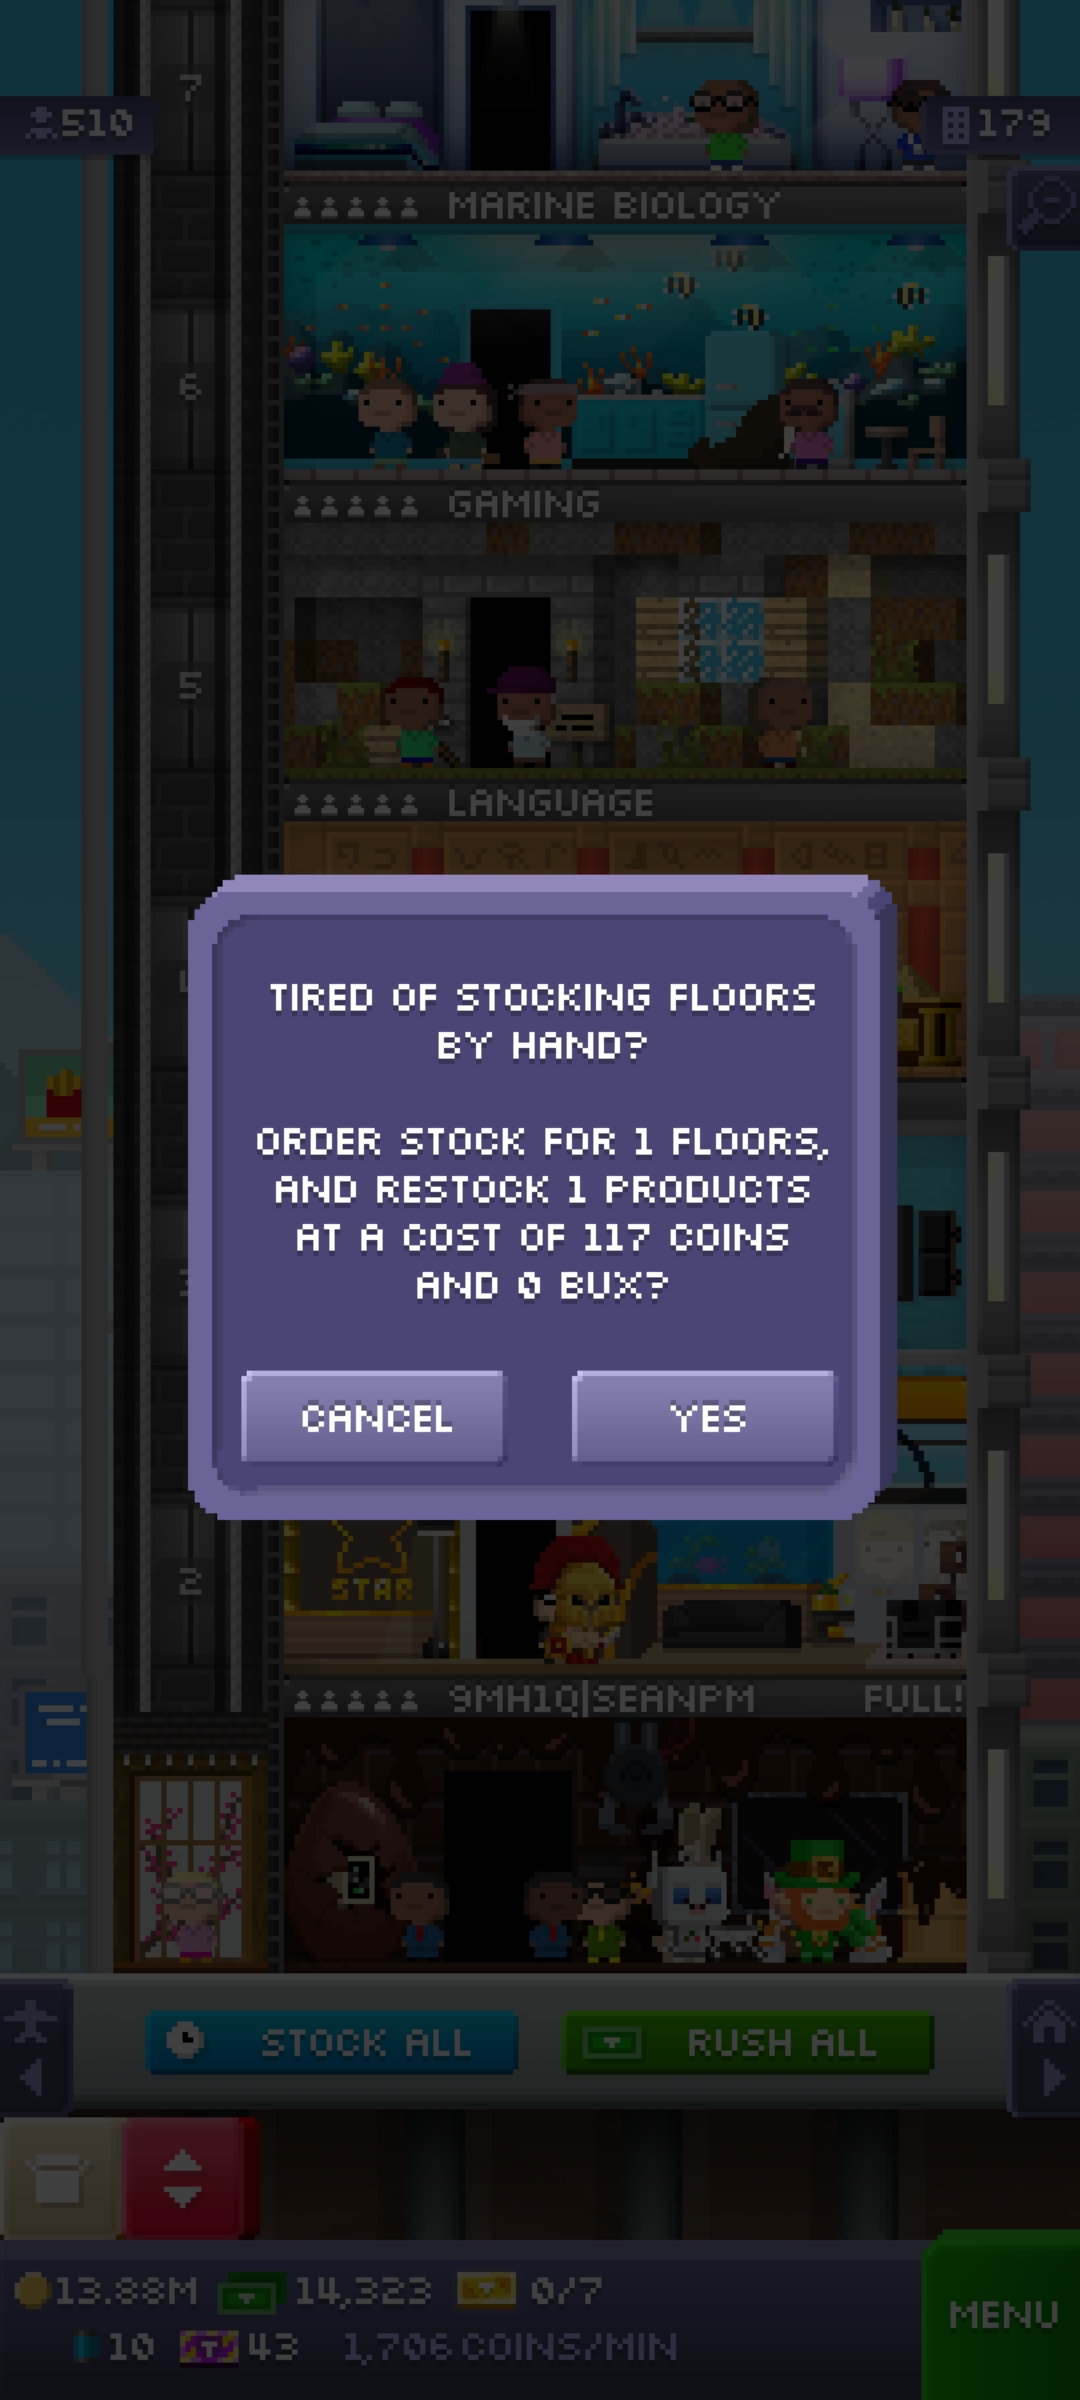 7
510
179
MARINE BIOLOGY
6
GAMING
5
LANGUAGE
TIRED OF STOCKING FLOORS
BY HAND?
ORDER STOCK FOR 1 FLOORS,
AND RESTOCK 1 PRODUCTS
AT A COST OF 117 COINS
AND 0 BUX?
CANCEL
YES
2
STAR
9MH1Q|SEANPM
FULL!
STOCK ALL
RUSH ALL
13.88M
14,323
0/7
MENU
10
43
1,706 COINS/MIN